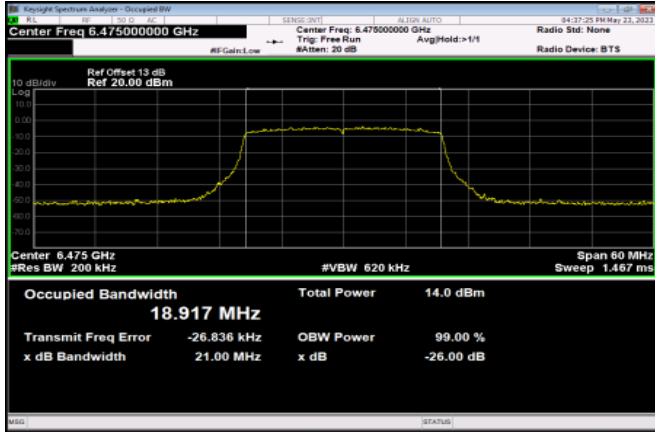 Keysight Spectrum Analyzer - Occupied BW
RL RF 50 Ω AC SENSE:INT ALIGN AUTO 04:37:25 PM May 23, 2023
Center Freq 6.475000000 GHz Center Freq: 6.475000000 GHz Radio Std: None
Trig: Free Run Avg|Hold:>1/1
#IFGain:Low #Atten: 20 dB Radio Device: BTS
Ref Offset 13 dB
10 dB/div Ref 20.00 dBm
Log
10.0
0.00
-10.0
-20.0
-30.0
-40.0
-50.0
-60.0
-70.0
Center 6.475 GHz Span 60 MHz
#Res BW 200 kHz #VBW 620 kHz Sweep 1.467 ms
Occupied Bandwidth Total Power 14.0 dBm
18.917 MHz
Transmit Freq Error -26.836 kHz OBW Power 99.00 %
x dB Bandwidth 21.00 MHz x dB -26.00 dB
MSG STATUS